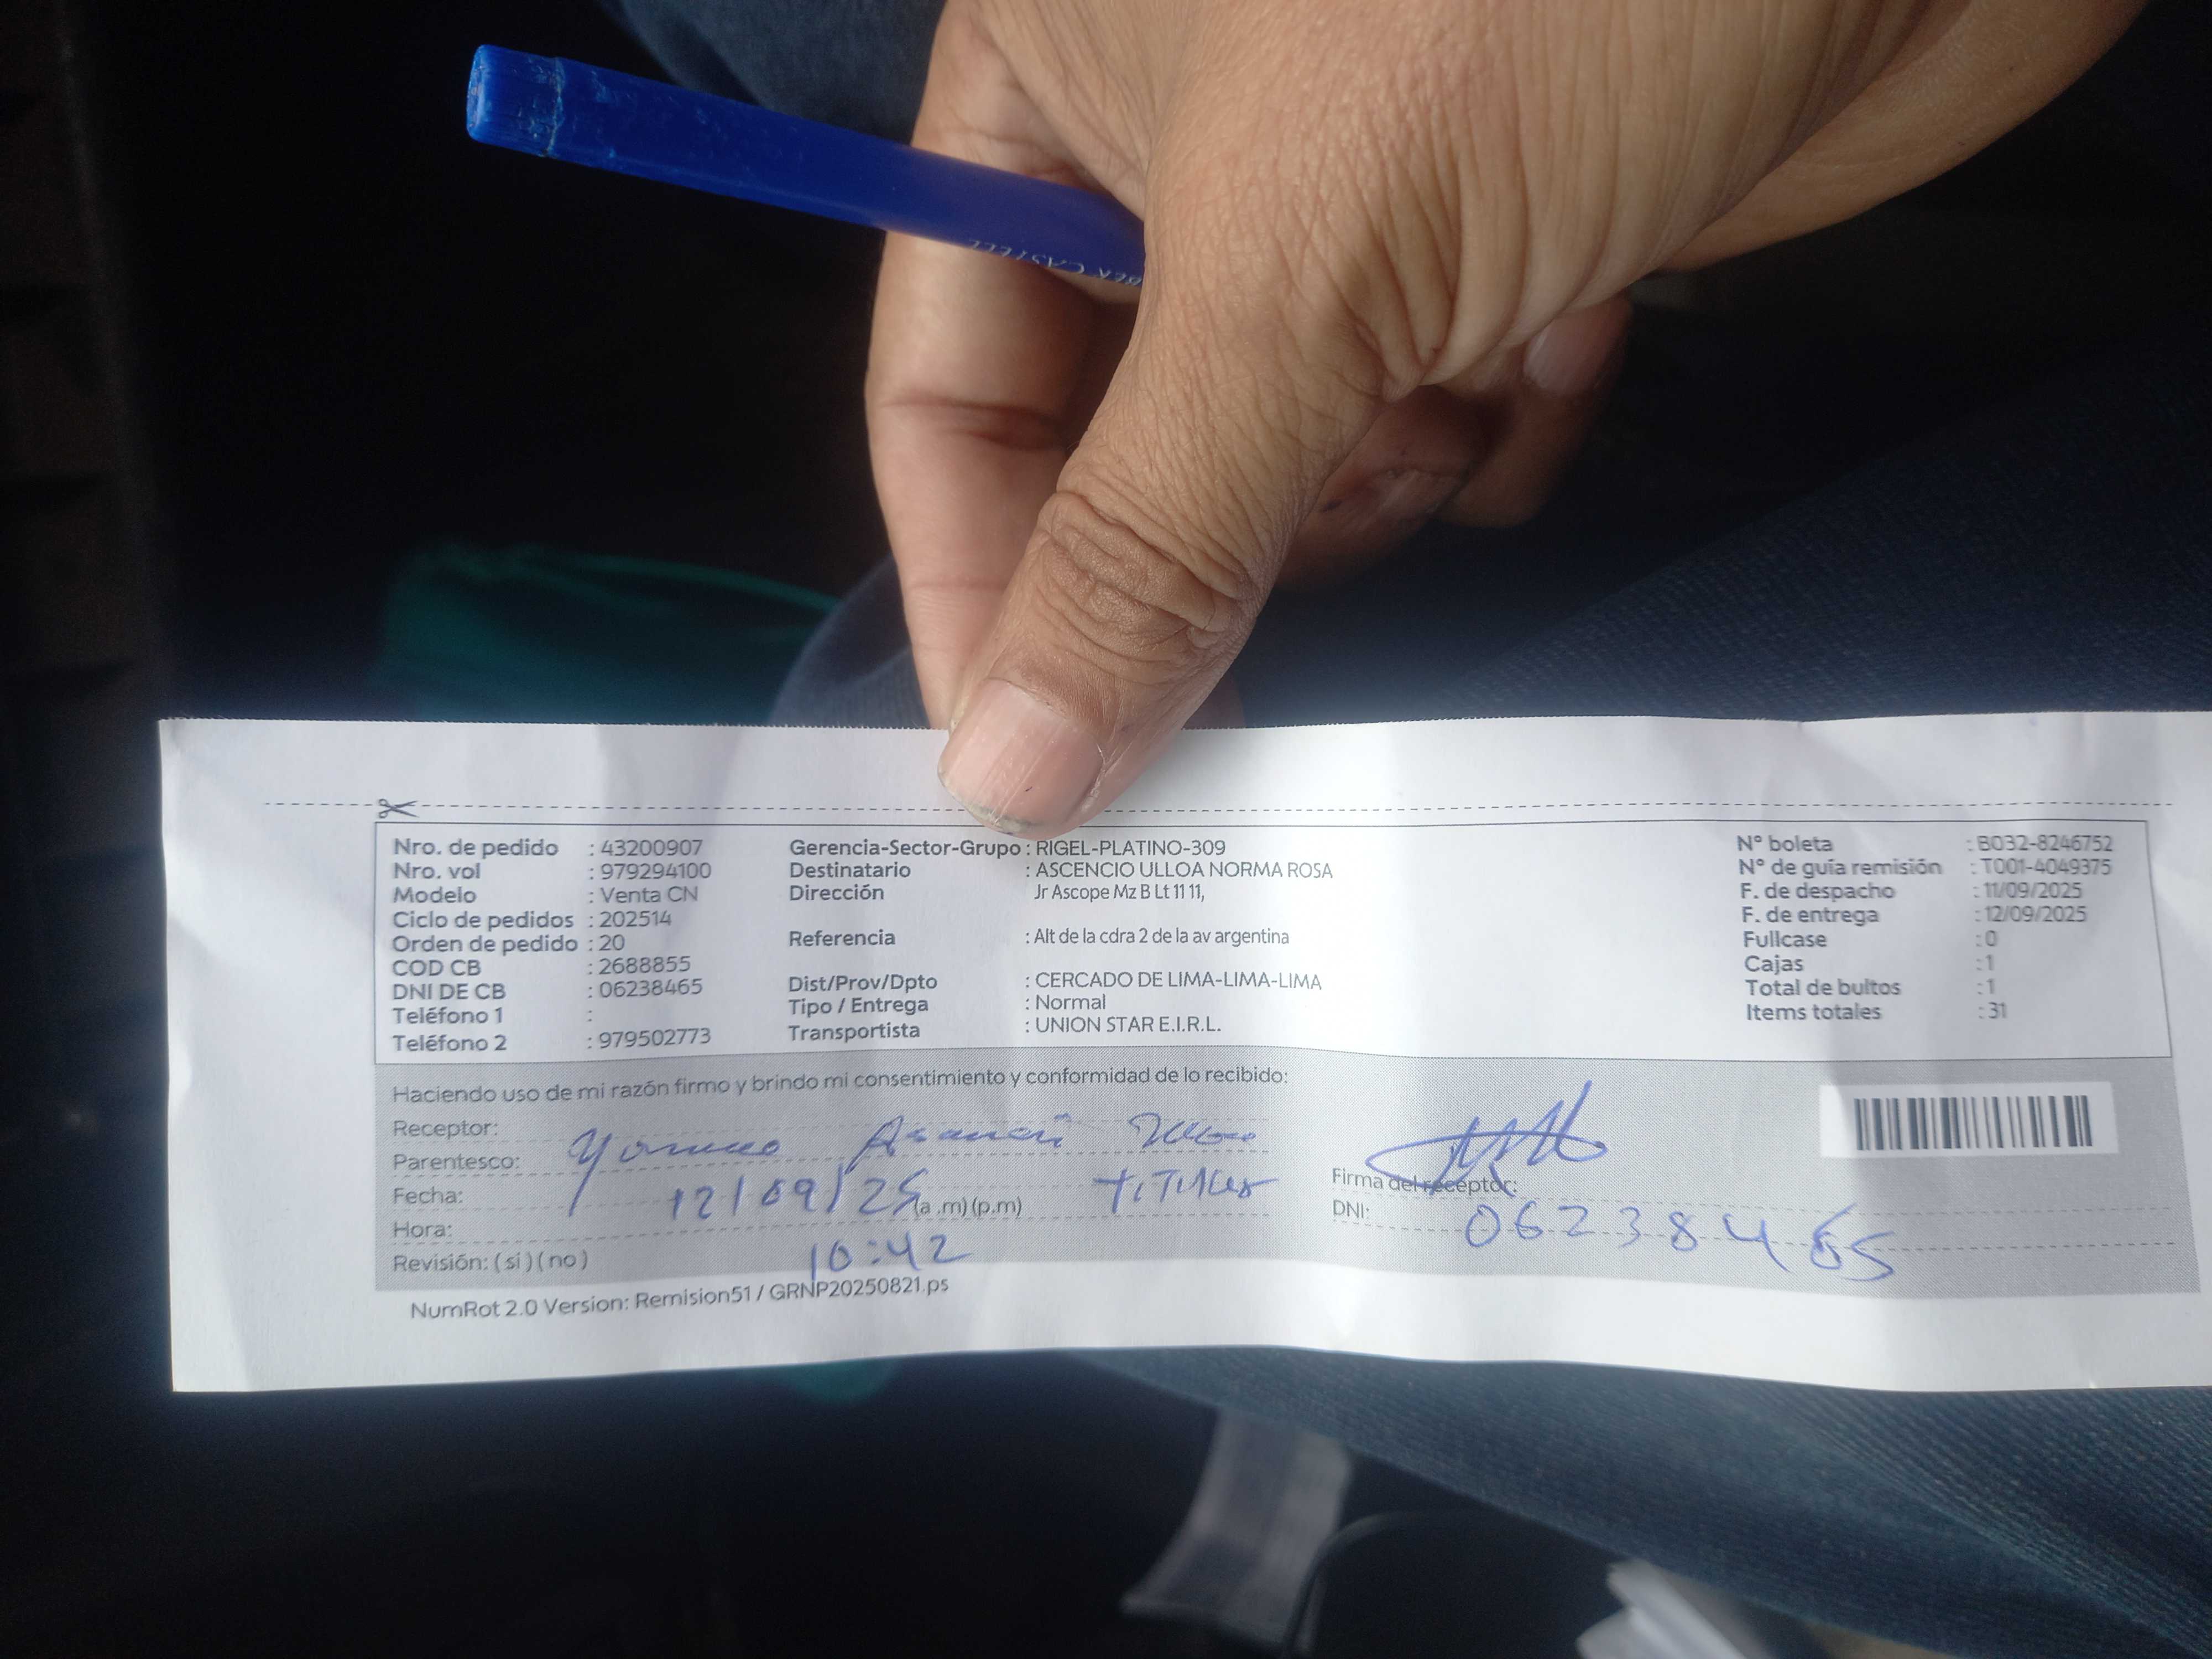 BER CASTELL
Nro. de pedido : 43200907
Nro. vol : 979294100
Modelo : Venta CN
Ciclo de pedidos : 202514
Orden de pedido : 20
COD CB : 2688855
DNI DE CB : 06238465
Teléfono 1 :
Teléfono 2 : 979502773
Gerencia-Sector-Grupo : RIGEL-PLATINO-309
Destinatario : ASCENCIO ULLOA NORMA ROSA
Dirección Jr Ascope Mz B Lt 11 11,
Referencia : Alt de la cdra 2 de la av argentina
Dist/Prov/Dpto : CERCADO DE LIMA-LIMA-LIMA
Tipo / Entrega : Normal
Transportista : UNION STAR E.I.R.L.
N° boleta : B032-8246752
N° de guía remisión : T001-4049375
F. de despacho : 11/09/2025
F. de entrega : 12/09/2025
Fullcase : 0
Cajas : 1
Total de bultos : 1
Items totales : 31
Haciendo uso de mi razón firmo y brindo mi consentimiento y conformidad de lo recibido:
Receptor:
Parentesco:
Fecha: 12/09/25 (a .m) (p.m) TITULAR
Hora: 10:42
Revisión: ( si ) ( no )
Firma del receptor:
DNI: 06238465
NumRot 2.0 Version: Remision51 / GRNP20250821.ps